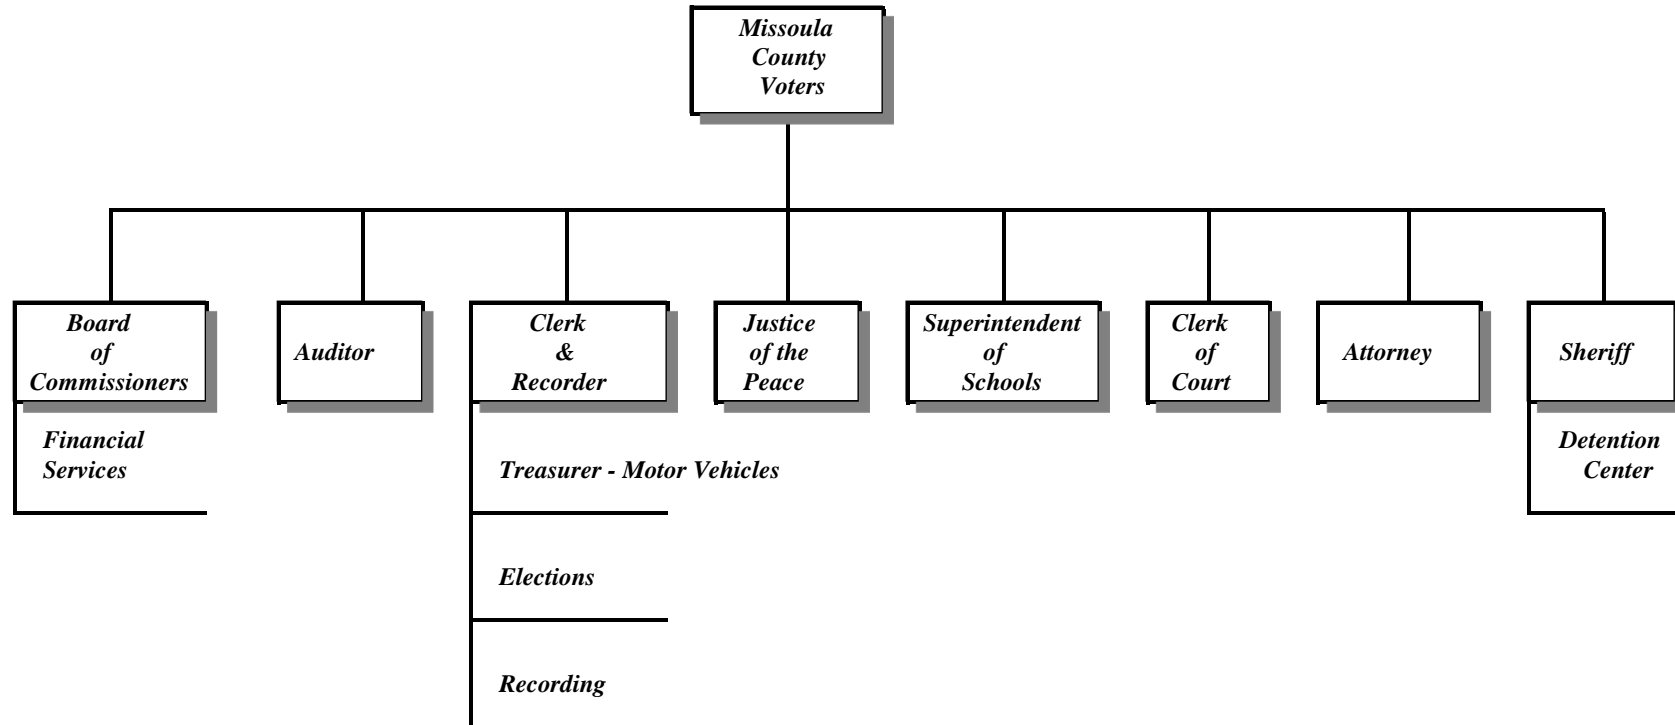 Missoula
County
Voters
Board
of
Commissioners
Auditor
Clerk
&
Recorder
Justice
of the
Peace
Superintendent
of
Schools
Clerk
of
Court
Attorney
Sheriff
Financial
Services
Treasurer - Motor Vehicles
Elections
Recording
Detention
Center